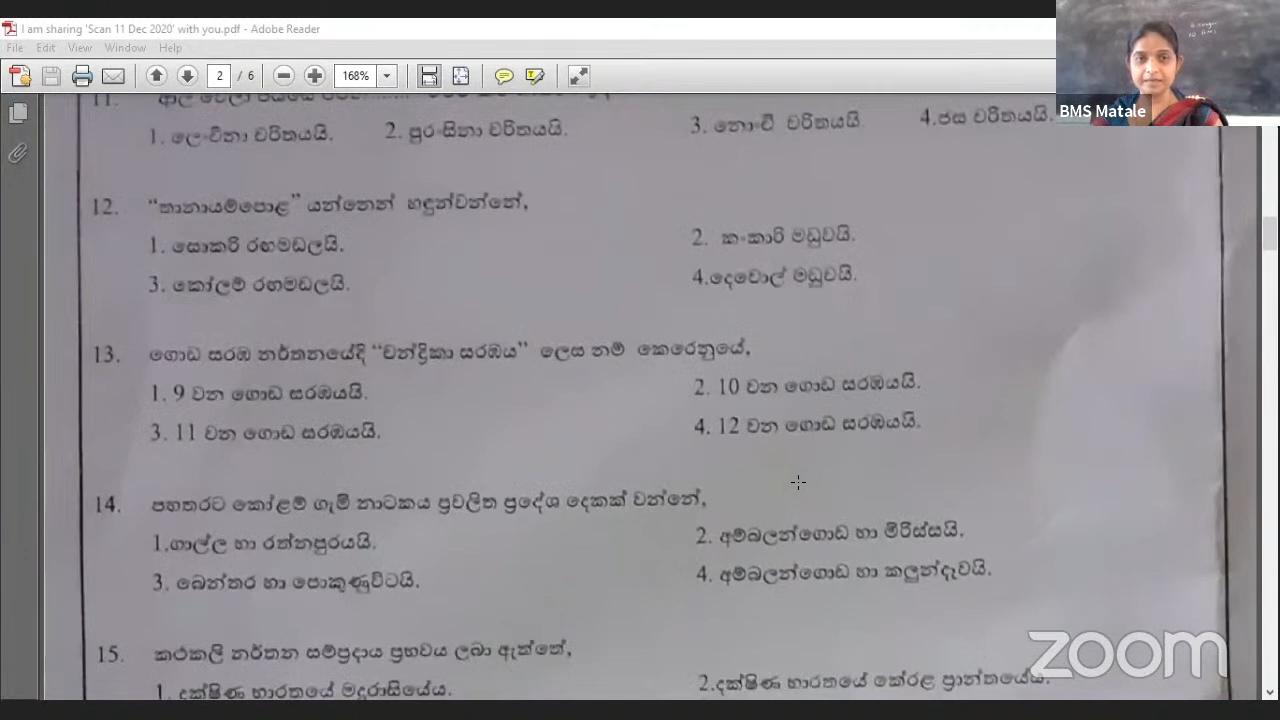 I am sharing 'Scan 11 Dec 2020' with you.pdf - Adobe Reader
File Edit View Window Help
2 / 6 168%
6 BMS
BMS Matale
11.
1. ලෙංචිනා චරිතයයි. 2. පුරංසිනා චරිතයයි. 3. නොංචි චරිතයයි 4.ජස චරිතයයි.
12. "තානායම්පොළ" යන්නෙන් හඳුන්වන්නේ,
1. සොකරි රඟමඩලයි. 2. කංකාරි මඩුවයි.
3. කෝලම් රඟමඩලයි. 4.දෙවොල් මඩුවයි.
13. ගොඩ සරඹ නර්තනයේදි "චන්ද්‍රිකා සරඹය" ලෙස නම් කෙරෙනුයේ,
1. 9 වන ගොඩ සරඹයයි. 2. 10 වන ගොඩ සරඹයයි.
3. 11 වන ගොඩ සරඹයයි. 4. 12 වන ගොඩ සරඹයයි.
14. පහතරට කෝළම් ගැමි නාටකය ප්‍රචලිත ප්‍රදේශ දෙකක් වන්නේ,
1.ගාල්ල හා රත්නපුරයයි. 2. අම්බලන්ගොඩ හා මිරිස්සයි.
3. බෙන්තර හා පොකුණුවිටයි. 4. අම්බලන්ගොඩ හා කලුන්දෑවයි.
15. කථකලි නර්තන සම්ප්‍රදාය ප්‍රභවය ලබා ඇත්තේ,
1. දක්ෂිණ භාරතයේ මදුරාසියේය. 2.දක්ෂිණ භාරතයේ කේරළ ප්‍රාන්තයේය.
zoom